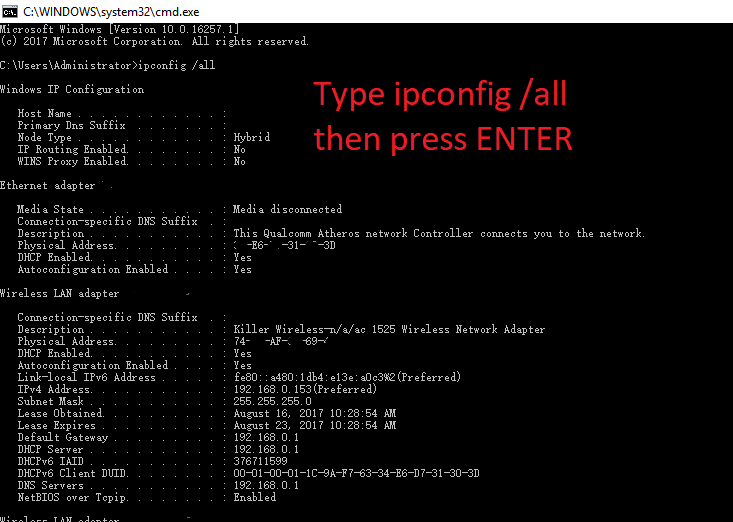 C:\WINDOWS\system32\cmd.exe
Microsoft Windows [Version 10.0.16257.1]
(c) 2017 Microsoft Corporation. All rights reserved.
C:\Users\Administrator>ipconfig /all
Type ipconfig /all
then press ENTER
Windows IP Configuration
Host Name . . . . . . . . . . . . :
Primary Dns Suffix . . . . . . . :
Node Type . . . . . . . . . . . . : Hybrid
IP Routing Enabled. . . . . . . . : No
WINS Proxy Enabled. . . . . . . . : No
Ethernet adapter
Media State . . . . . . . . . . . : Media disconnected
Connection-specific DNS Suffix . :
Description . . . . . . . . . . . : This Qualcomm Atheros network Controller connects you to the network.
Physical Address. . . . . . . . . : -E6- -31- -3D
DHCP Enabled. . . . . . . . . . . : Yes
Autoconfiguration Enabled . . . . : Yes
Wireless LAN adapter
Connection-specific DNS Suffix . :
Description . . . . . . . . . . . : Killer Wireless-n/a/ac 1525 Wireless Network Adapter
Physical Address. . . . . . . . . : 74- -AF- -69-
DHCP Enabled. . . . . . . . . . . : Yes
Autoconfiguration Enabled . . . . : Yes
Link-local IPv6 Address . . . . . : fe80::a480:1db4:e13e:a0c3%2(Preferred)
IPv4 Address. . . . . . . . . . . : 192.168.0.153(Preferred)
Subnet Mask . . . . . . . . . . . : 255.255.255.0
Lease Obtained. . . . . . . . . . : August 16, 2017 10:28:54 AM
Lease Expires . . . . . . . . . . : August 23, 2017 10:28:54 AM
Default Gateway . . . . . . . . . : 192.168.0.1
DHCP Server . . . . . . . . . . . : 192.168.0.1
DHCPv6 IAID . . . . . . . . . . . : 376711599
DHCPv6 Client DUID. . . . . . . . : 00-01-00-01-1C-9A-F7-63-34-E6-D7-31-30-3D
DNS Servers . . . . . . . . . . . : 192.168.0.1
NetBIOS over Tcpip. . . . . . . . : Enabled
Wireless LAN adapter